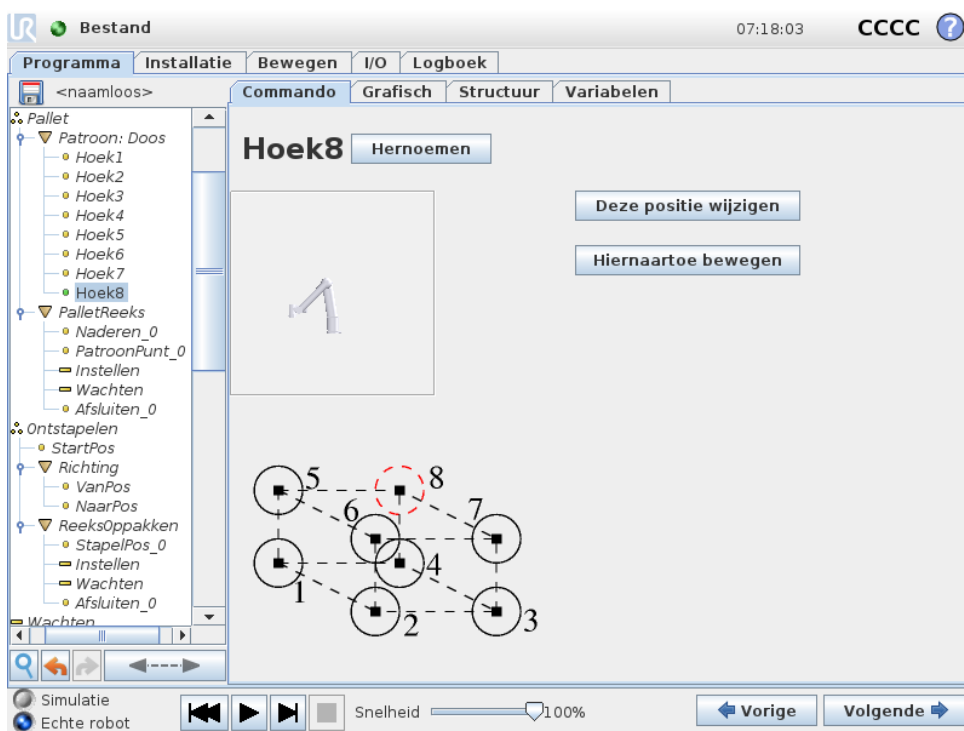 UR Bestand 07:18:03 CCCC ?
Programma Installatie Bewegen I/O Logboek
<naamloos>
Commando Grafisch Structuur Variabelen
Pallet
Patroon: Doos
Hoek1
Hoek2
Hoek3
Hoek4
Hoek5
Hoek6
Hoek7
Hoek8
PalletReeks
Naderen_0
PatroonPunt_0
Instellen
Wachten
Afsluiten_0
Ontstapelen
StartPos
Richting
VanPos
NaarPos
ReeksOppakken
StapelPos_0
Instellen
Wachten
Afsluiten_0
Wachten
Hoek8 Hernoemen
Deze positie wijzigen
Hiernaartoe bewegen
5 8
6 7
1 4
2 3
Simulatie
Echte robot
Snelheid 100%
Vorige Volgende